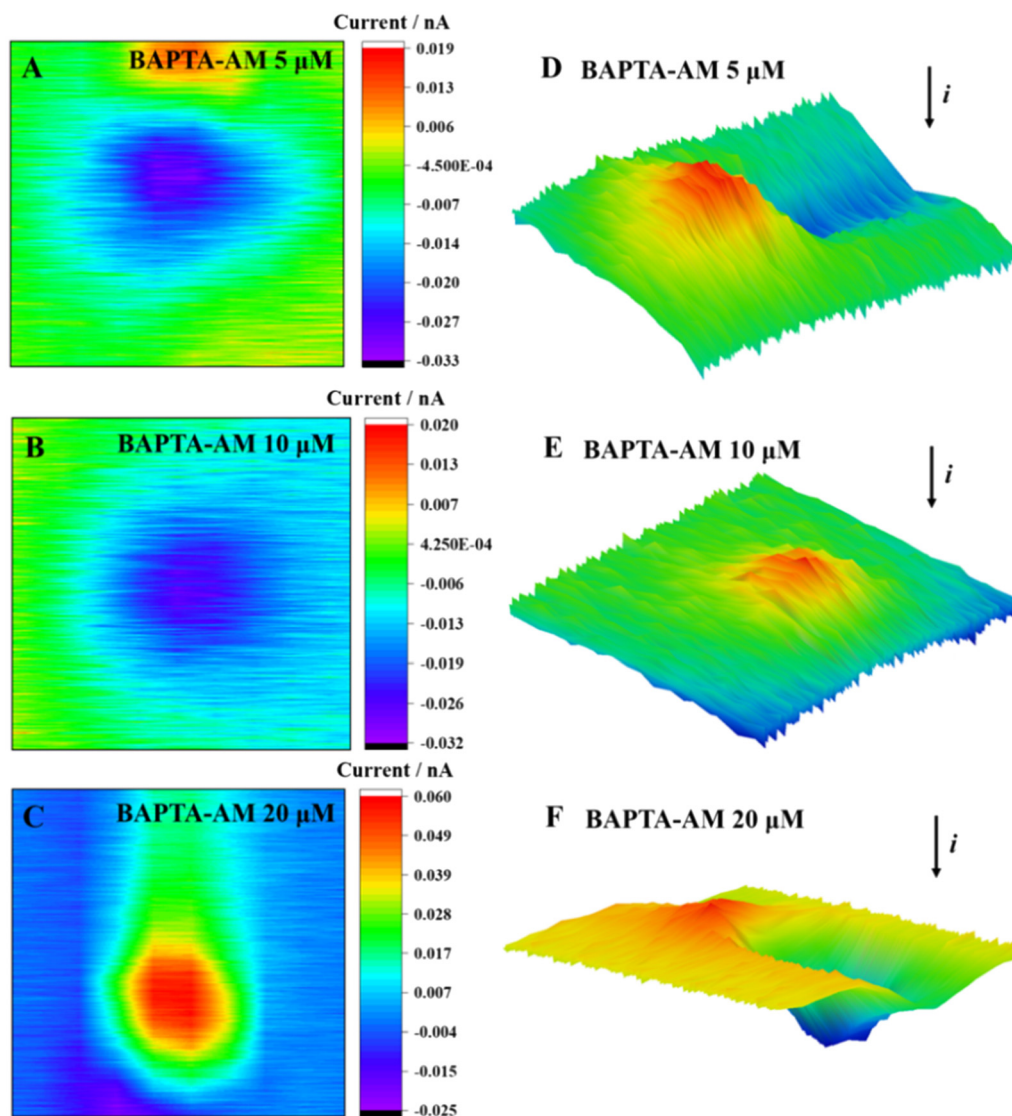 Current / nA
A
BAPTA-AM 5 μM
0.019
0.013
0.006
-4.500E-04
-0.007
-0.014
-0.020
-0.027
-0.033
D BAPTA-AM 5 μM
i
Current / nA
B
BAPTA-AM 10 μM
0.020
0.013
0.007
4.250E-04
-0.006
-0.013
-0.019
-0.026
-0.032
E BAPTA-AM 10 μM
i
Current / nA
C
BAPTA-AM 20 μM
0.060
0.049
0.039
0.028
0.017
0.007
-0.004
-0.015
-0.025
F BAPTA-AM 20 μM
i